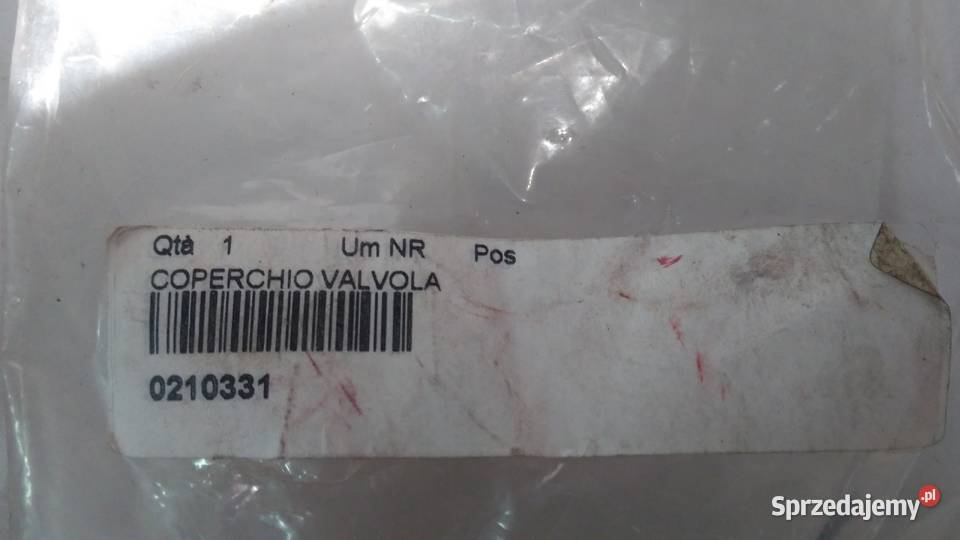 Qtà 1 Um NR Pos
COPERCHIO VALVOLA
0210331
Sprzedajemy.pl